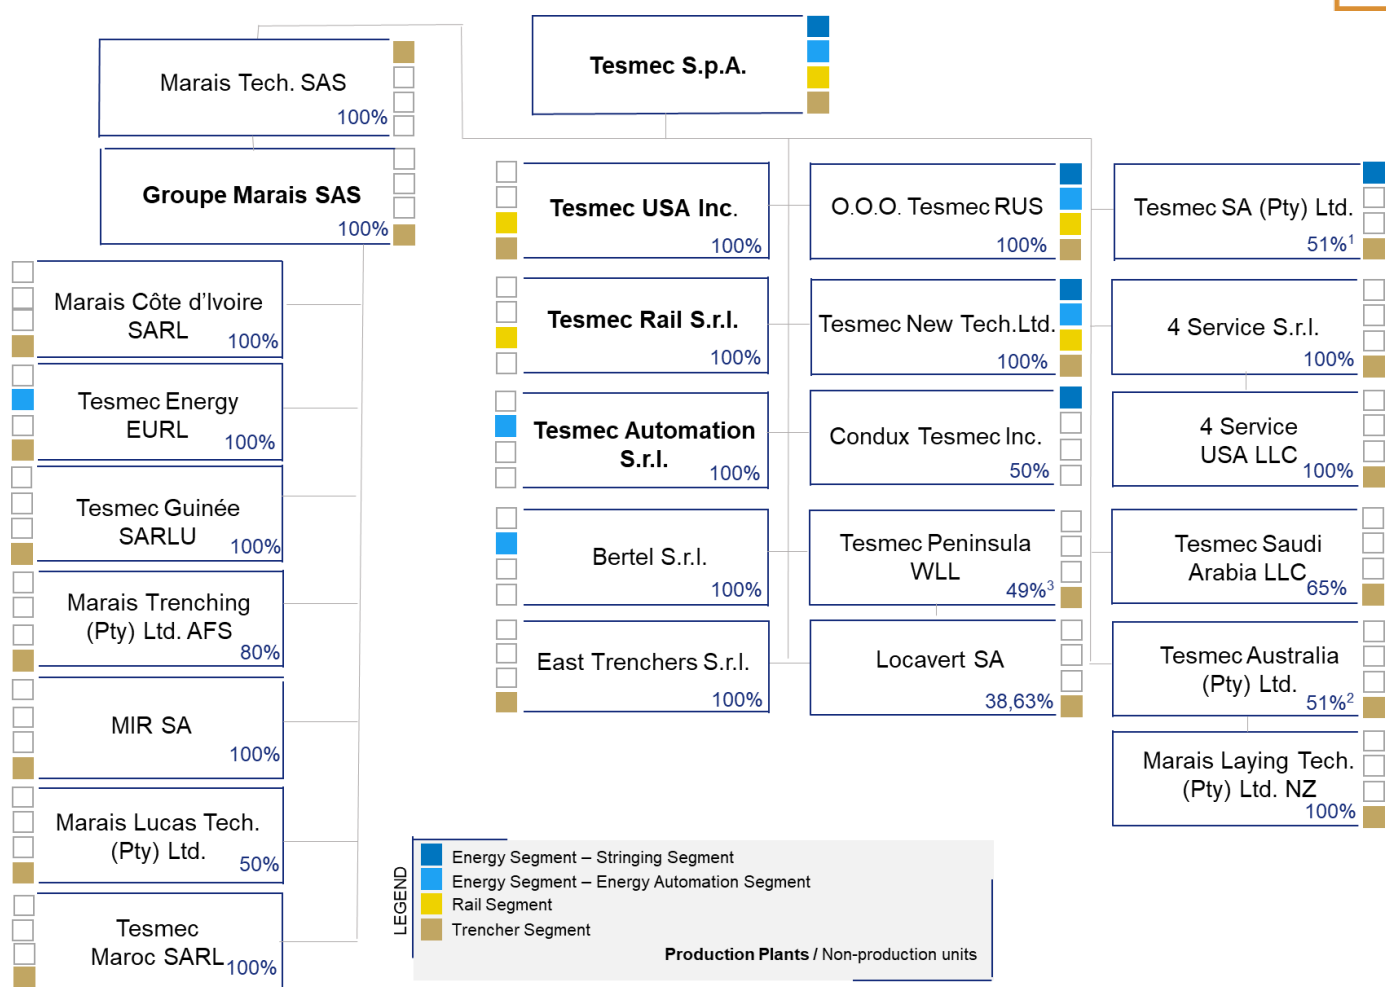 Tesmec S.p.A.
Marais Tech. SAS
100%
Groupe Marais SAS
100%
Marais Côte d'Ivoire
SARL
100%
Tesmec Energy
EURL
100%
Tesmec Guinée
SARLU
100%
Marais Trenching
(Pty) Ltd. AFS
80%
MIR SA
100%
Marais Lucas Tech.
(Pty) Ltd.
50%
Tesmec
Maroc SARL
100%
Tesmec USA Inc.
100%
Tesmec Rail S.r.l.
100%
Tesmec Automation
S.r.l.
100%
Bertel S.r.l.
100%
East Trenchers S.r.l.
100%
O.O.O. Tesmec RUS
100%
Tesmec New Tech.Ltd.
100%
Condux Tesmec Inc.
50%
Tesmec Peninsula
WLL
49%³
Locavert SA
38,63%
Tesmec SA (Pty) Ltd.
51%¹
4 Service S.r.l.
100%
4 Service
USA LLC
100%
Tesmec Saudi
Arabia LLC
65%
Tesmec Australia
(Pty) Ltd.
51%²
Marais Laying Tech.
(Pty) Ltd. NZ
100%
LEGEND
Energy Segment – Stringing Segment
Energy Segment – Energy Automation Segment
Rail Segment
Trencher Segment
Production Plants / Non-production units